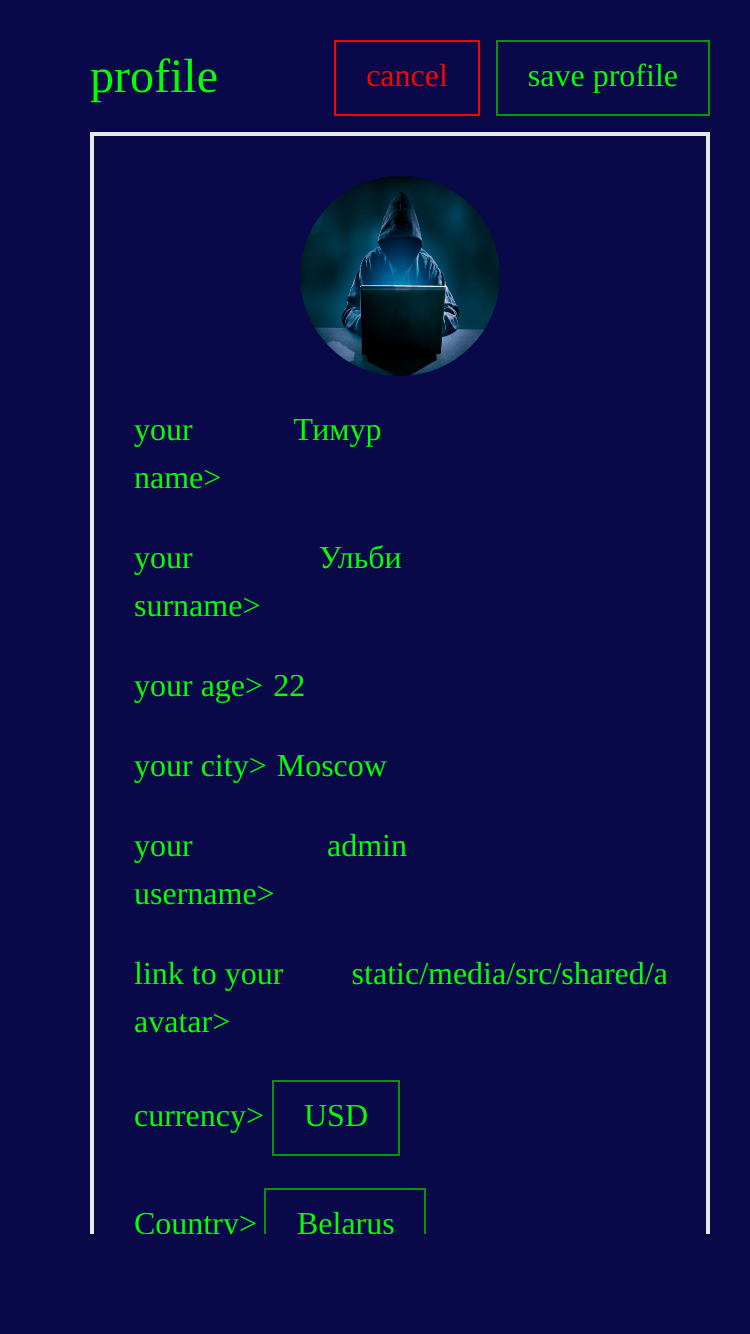 profile
cancel
save profile
your name> Тимур
your surname> Ульби
your age> 22
your city> Moscow
your username> admin
link to your avatar> static/media/src/shared/a
currency> USD
Country> Belarus